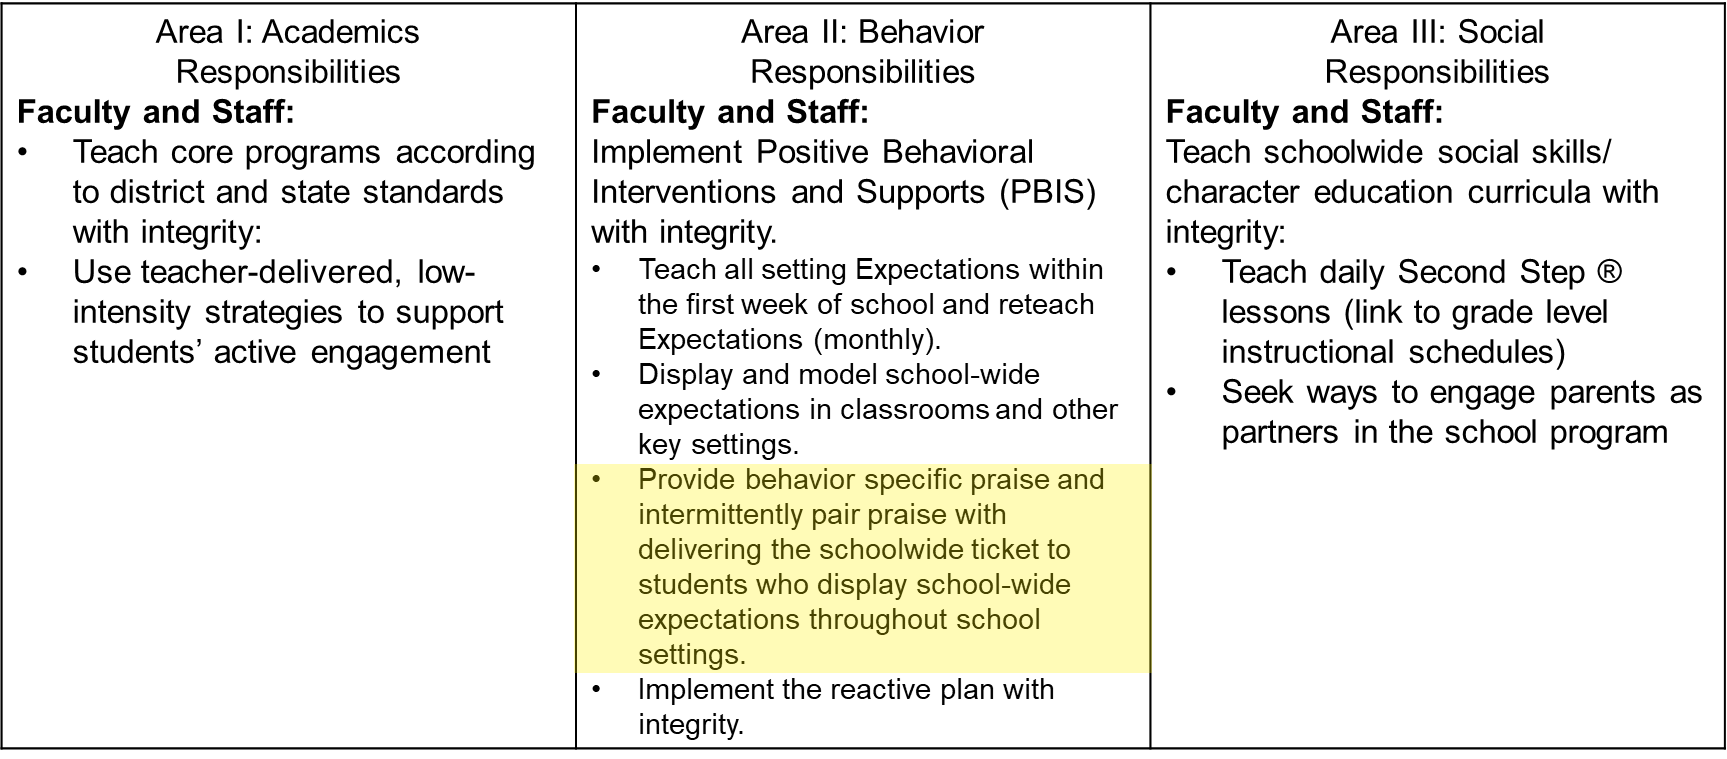 Area I: Academics
Responsibilities
Faculty and Staff:
• Teach core programs according
to district and state standards
with integrity:
• Use teacher-delivered, low-
intensity strategies to support
students’ active engagement
Area II: Behavior
Responsibilities
Faculty and Staff:
Implement Positive Behavioral
Interventions and Supports (PBIS)
with integrity.
• Teach all setting Expectations within
the first week of school and reteach
Expectations (monthly).
• Display and model school-wide
expectations in classrooms and other
key settings.
• Provide behavior specific praise and
intermittently pair praise with
delivering the schoolwide ticket to
students who display school-wide
expectations throughout school
settings.
• Implement the reactive plan with
integrity.
Area III: Social
Responsibilities
Faculty and Staff:
Teach schoolwide social skills/
character education curricula with
integrity:
• Teach daily Second Step ®
lessons (link to grade level
instructional schedules)
• Seek ways to engage parents as
partners in the school program